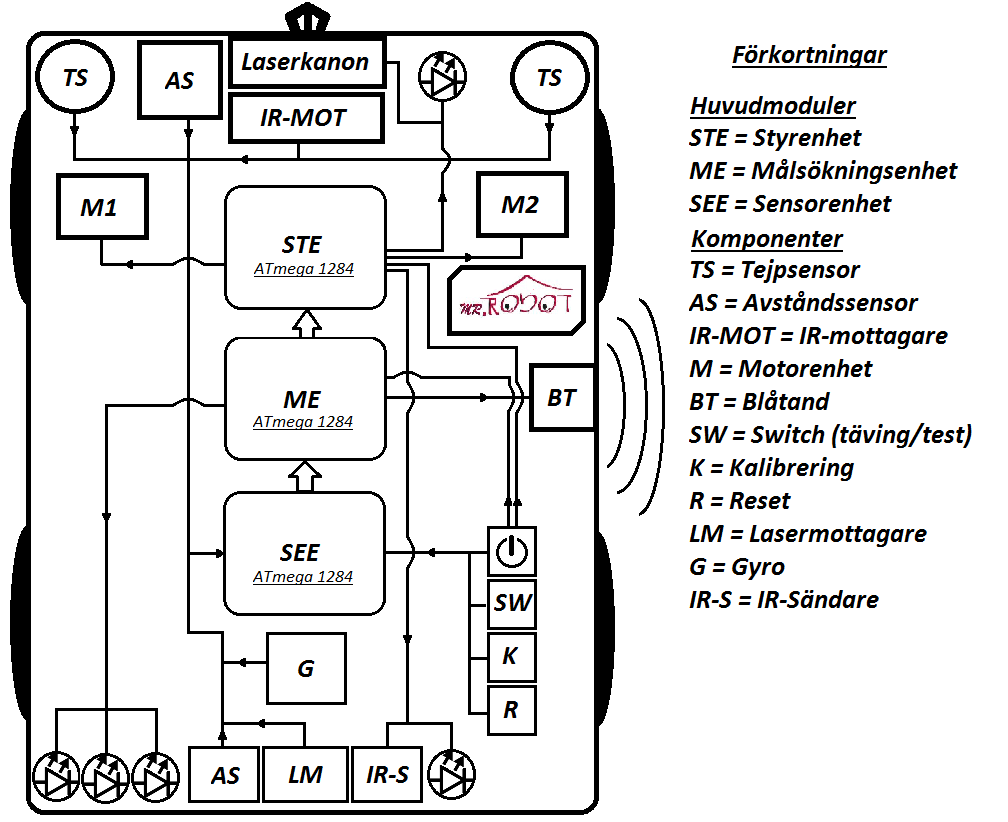 TS
AS
Laserkanon
TS
IR-MOT
M1
M2
STE
ATmega 1284
MR.ROBOT
ME
ATmega 1284
BT
SEE
ATmega 1284
SW
K
G
R
AS
LM
IR-S
Förkortningar
Huvudmoduler
STE = Styrenhet
ME = Målsökningsenhet
SEE = Sensorenhet
Komponenter
TS = Tejpsensor
AS = Avståndssensor
IR-MOT = IR-mottagare
M = Motorenhet
BT = Blåtand
SW = Switch (täving/test)
K = Kalibrering
R = Reset
LM = Lasermottagare
G = Gyro
IR-S = IR-Sändare